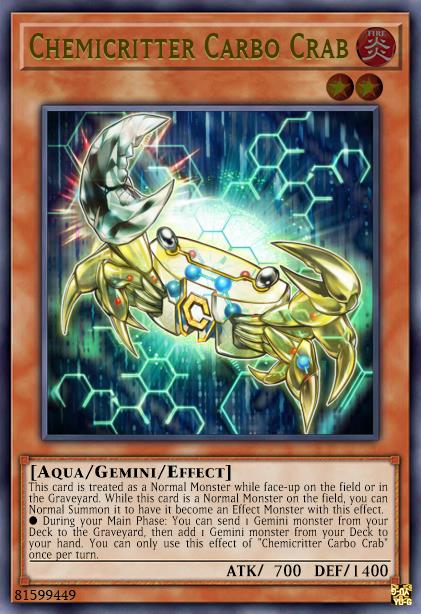 CHEMICRITTER CARBO CRAB
FIRE
炎
[AQUA/GEMINI/EFFECT]
This card is treated as a Normal Monster while face-up on the field or in
the Graveyard. While this card is a Normal Monster on the field, you can
Normal Summon it to have it become an Effect Monster with this effect.
● During your Main Phase: You can send 1 Gemini monster from your
Deck to the Graveyard, then add 1 Gemini Monster from your Deck to
your hand. You can only use this effect of "Chemicritter Carbo Crab"
once per turn.
ATK/ 700 DEF/1400
81599449